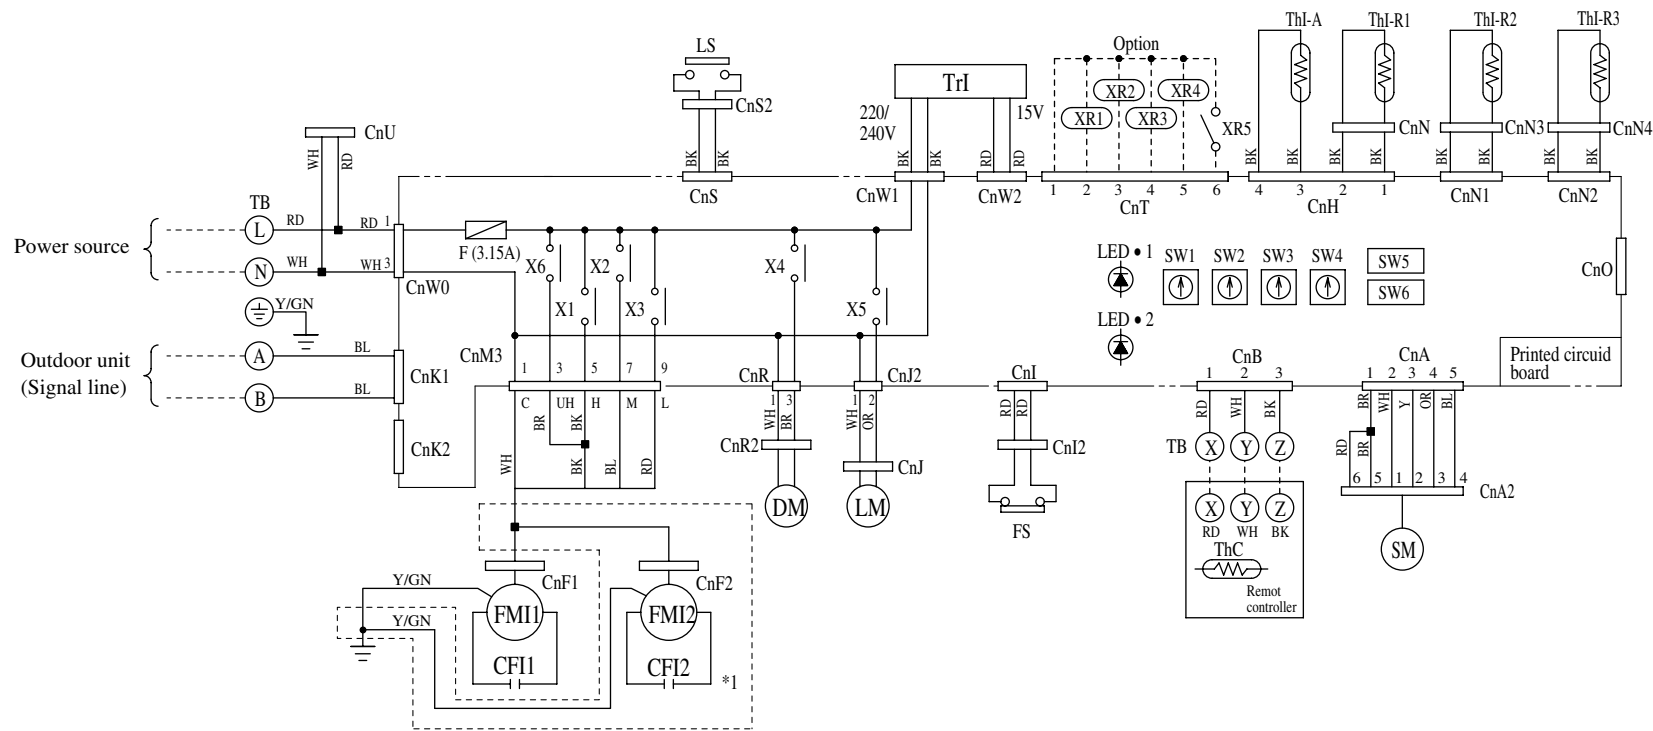 ThI-A ThI-R1 ThI-R2 ThI-R3
LS Option
CnS2 TrI XR2 XR4
220/
240V 15V XR1 XR3 XR5 CnN CnN3 CnN4
CnU
WH RD BK BK BK BK RD RD BK BK BK BK BK BK BK BK
CnS CnW1 CnW2 1 2 3 4 5 6 4 3 2 1 CnN1 CnN2
CnT CnH
TB
Power source
L RD RD 1 F (3.15A)
N WH WH 3 CnW0
Y/GN
X6 X2 X4
X1 X3 X5
LED • 1 SW1 SW2 SW3 SW4 SW5 CnO
SW6
LED • 2
Outdoor unit
(Signal line)
A BL
B BL
CnK1
CnK2
Printed circuid
board
CnM3 1 3 5 7 9 CnR CnJ2 CnI CnB CnA
1 2 3 1 2 3 4 5
C UH H M L 1 3 1 2
BR BK WH BR WH OR RD RD RD WH BK BR WH Y OR BL
WH BK BL RD CnR2 CnJ CnI2 TB X Y Z RD BR
6 5 1 2 3 4 CnA2
DM LM FS X Y Z SM
RD WH BK
ThC
Remot
controller
CnF1 CnF2
Y/GN FMI1 FMI2
Y/GN
CFI1 CFI2 *1